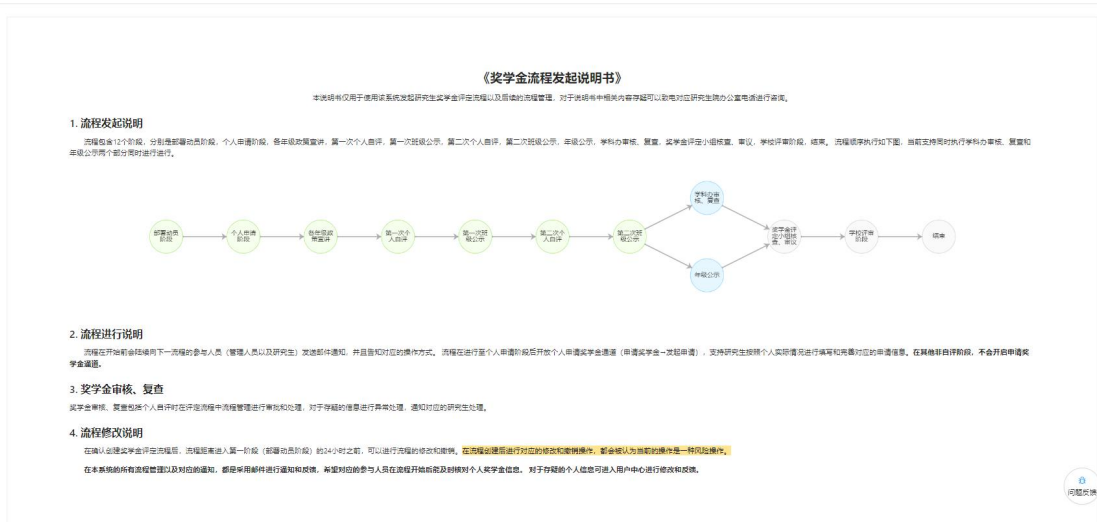 《奖学金流程发起说明书》
本说明书仅用于使用该系统发起研究生奖学金评定流程以及后续的流程管理，对于说明书中相关内容存疑可以致电对应研究生院办公室电话进行咨询。
1. 流程发起说明
流程包含12个阶段，分别是部署动员阶段，个人申请阶段，各年级政策宣讲，第一次个人自评，第一次班级公示，第二次个人自评，第二次班级公示，年级公示，学科办审核、复查，奖学金评定小组核查、审议，学校评审阶段，结束。 流程顺序执行如下图，当前支持同时执行学科办审核、复查和
年级公示两个部分同时进行进行。
学科办审
核、复查
部署动员
阶段
个人申请
阶段
各年级政
策宣讲
第一次个
人自评
第一次班
级公示
第二次个
人自评
第二次班
级公示
奖学金评
定小组核
查、审议
学校评审
阶段
结束
年级公示
2. 流程进行说明
流程在开始前会陆续向下一流程的参与人员（管理人员以及研究生）发送邮件通知，并且告知对应的操作方式。 流程在进行至个人申请阶段后开放个人申请奖学金通道（申请奖学金→发起申请），支持研究生按照个人实际情况进行填写和完善对应的申请信息。在其他非自评阶段，不会开启申请奖
学金通道。
3. 奖学金审核、复查
奖学金审核、复查包括个人自评时在评定流程中流程管理进行审批和处理，对于存疑的信息进行异常处理，通知对应的研究生处理。
4. 流程修改说明
在确认创建奖学金评定流程后，流程距离进入第一阶段（部署动员阶段）的24小时之前，可以进行流程的修改和撤销。在流程创建后进行对应的修改和撤销操作，都会被认为当前的操作是一种风险操作。
在本系统的所有流程管理以及对应的通知，都是采用邮件进行通知和反馈，希望对应的参与人员在流程开始后能及时核对个人奖学金信息。 对于存疑的个人信息可进入用户中心进行修改和反馈。
问题反馈